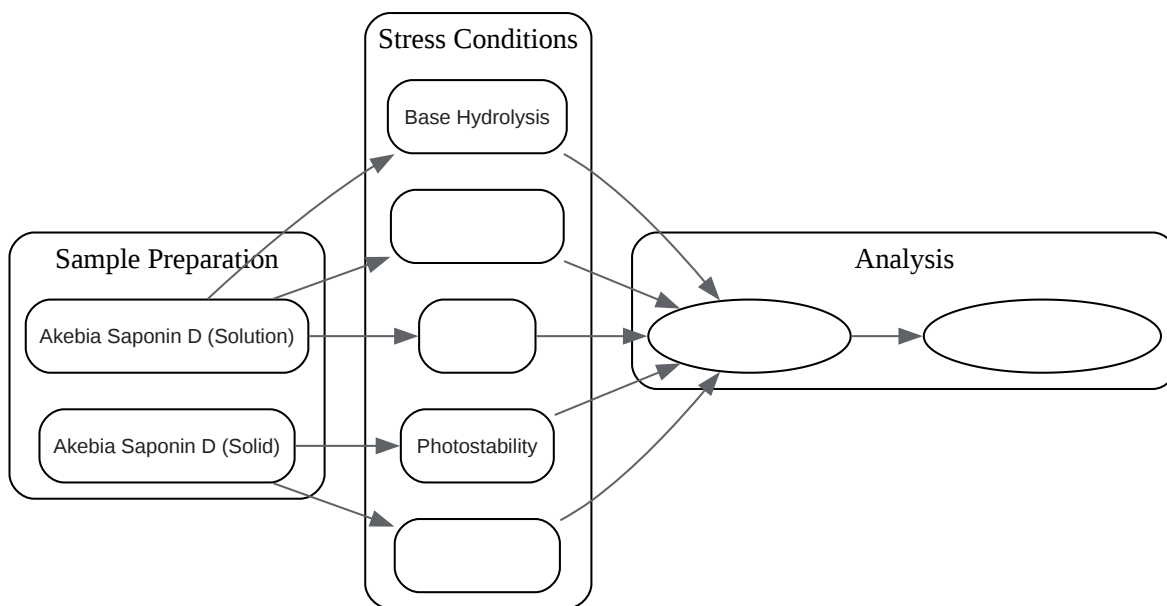 Stress Conditions
Base Hydrolysis
Sample Preparation
Analysis
Akebia Saponin D (Solution)
Akebia Saponin D (Solid)
Photostability